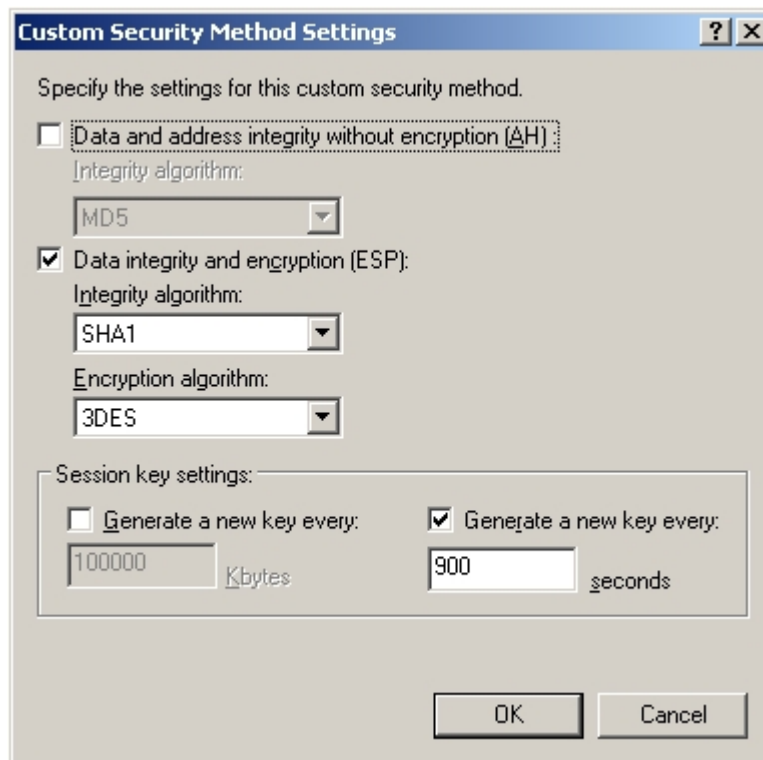 Custom Security Method Settings
Specify the settings for this custom security method.
Data and address integrity without encryption (AH) :
Integrity algorithm:
MD5
Data integrity and encryption (ESP):
Integrity algorithm:
SHA1
Encryption algorithm:
3DES
Session key settings:
Generate a new key every: Generate a new key every:
100000 Kbytes 900 seconds
OK Cancel